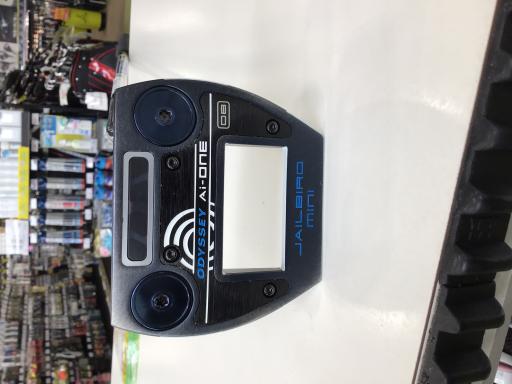 ODYSSEY Ai-ONE
DB
JAILBIRD
MINI